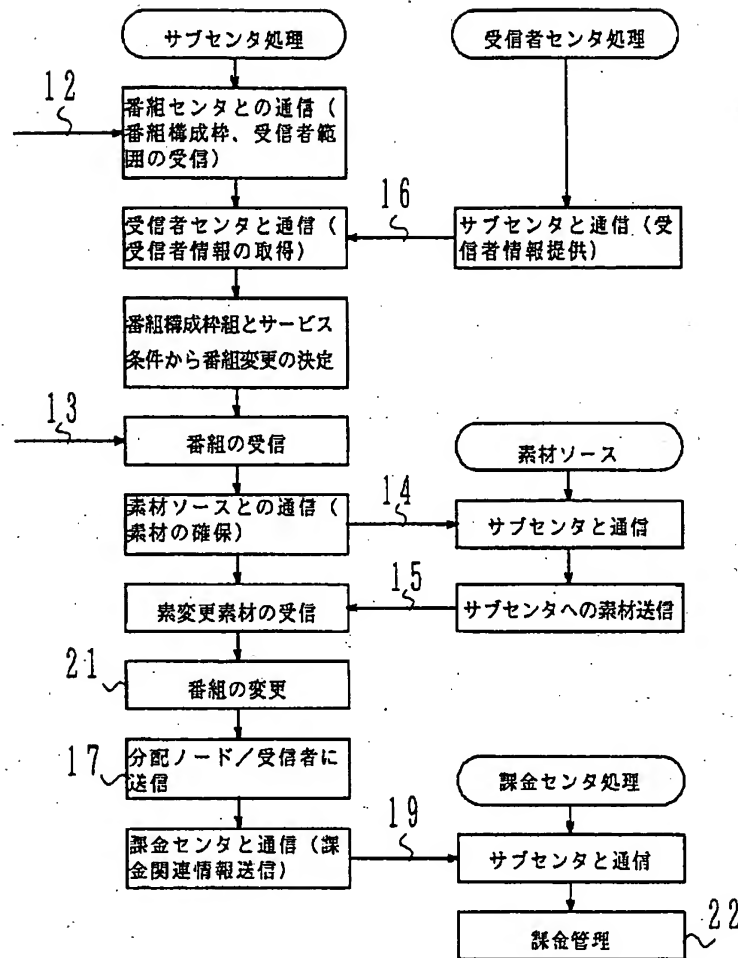 サブセンタ処理
受信者センタ処理
12
番組センタとの通信（
番組構成枠、受信者範
囲の受信）
16
受信者センタと通信（
受信者情報の取得）
サブセンタと通信（受
信者情報提供）
番組構成枠組とサービス
条件から番組変更の決定
13
番組の受信
素材ソース
素材ソースとの通信（
素材の確保）
14
サブセンタと通信
15
素変更素材の受信
サブセンタへの素材送信
21
番組の変更
17
分配ノード／受信者に
送信
課金センタ処理
課金センタと通信（課
金関連情報送信）
19
サブセンタと通信
課金管理
22